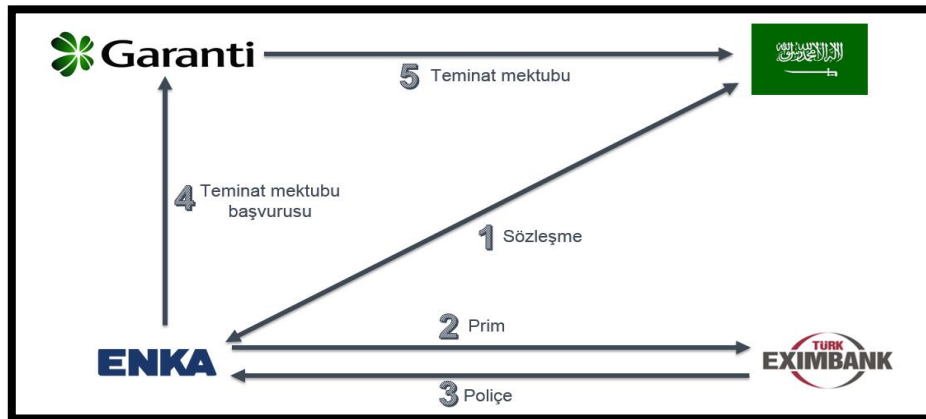 Garanti
5 Teminat mektubu
4 Teminat mektubu
başvurusu
1 Sözleşme
2 Prim
ENKA
TÜRK
EXIMBANK
3 Poliçe